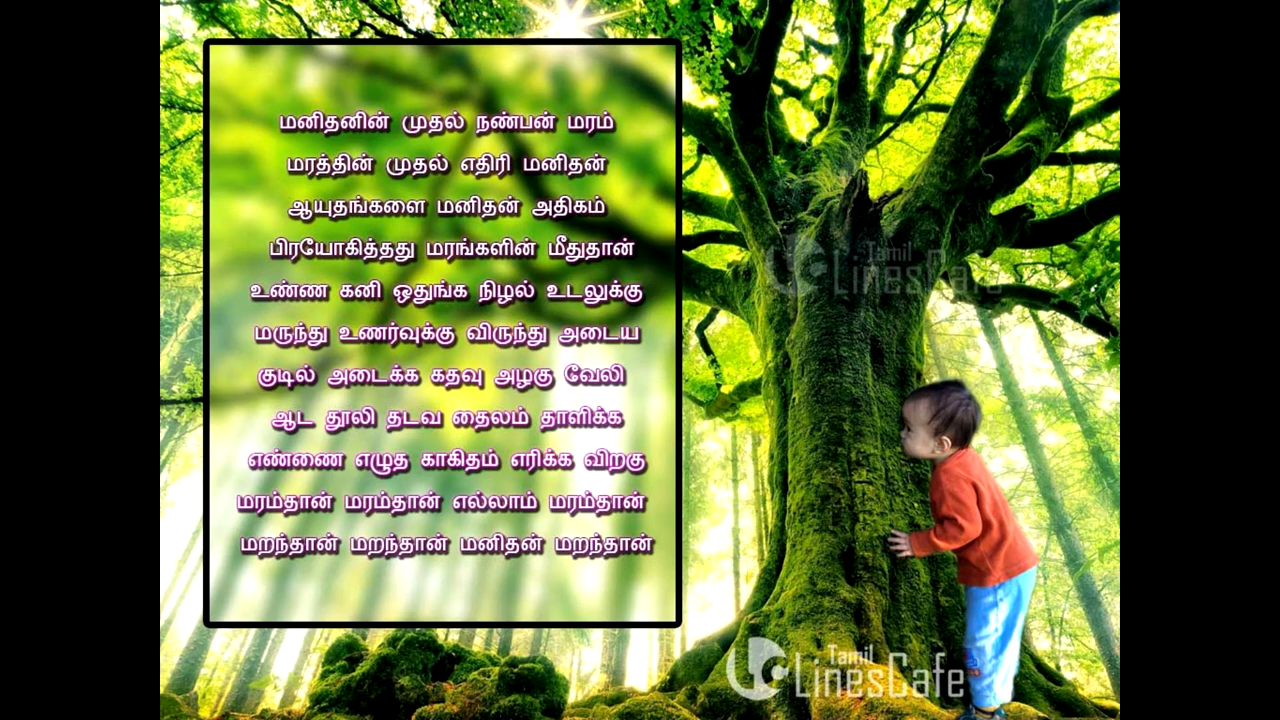 மனிதனின் முதல் நண்பன் மரம்
மரத்தின் முதல் எதிரி மனிதன்
ஆயுதங்களை மனிதன் அதிகம்
பிரயோகித்தது மரங்களின் மீதுதான்
உண்ண கனி ஒதுங்க நிழல் உடலுக்கு
மருந்து உணர்வுக்கு விருந்து அடைய
குடில் அடைக்க கதவு அழகு வேலி
ஆட தூலி தடவ தைலம் தாளிக்க
எண்ணை எழுத காகிதம் எரிக்க விறகு
மரம்தான் மரம்தான் எல்லாம் மரம்தான்
மறந்தான் மறந்தான் மனிதன் மறந்தான்
Tamil
LinesCafe
Tamil
LinesCafe